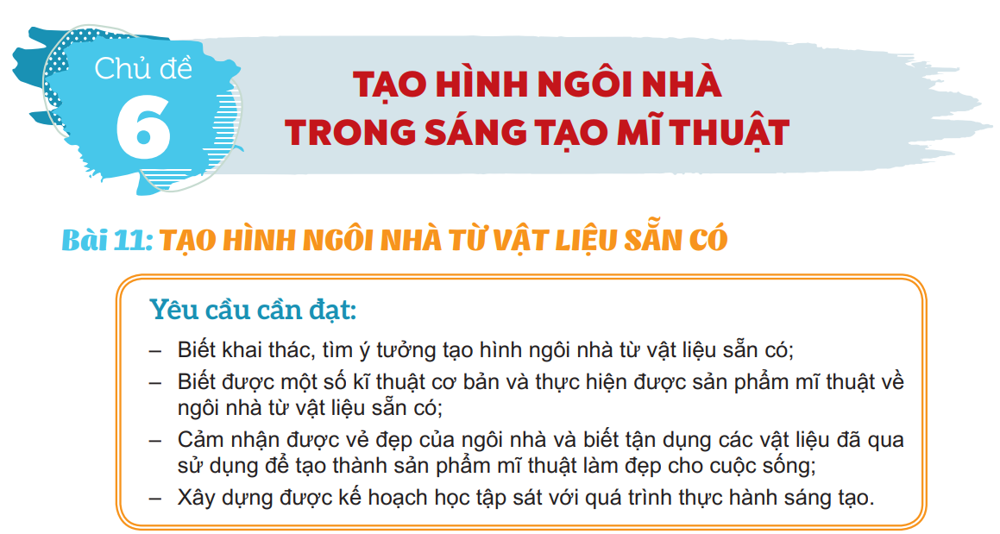 Chủ đề
6
TẠO HÌNH NGÔI NHÀ
TRONG SÁNG TẠO MĨ THUẬT
Bài 11: TẠO HÌNH NGÔI NHÀ TỪ VẬT LIỆU SẴN CÓ
Yêu cầu cần đạt:
– Biết khai thác, tìm ý tưởng tạo hình ngôi nhà từ vật liệu sẵn có;
– Biết được một số kĩ thuật cơ bản và thực hiện được sản phẩm mĩ thuật về
ngôi nhà từ vật liệu sẵn có;
– Cảm nhận được vẻ đẹp của ngôi nhà và biết tận dụng các vật liệu đã qua
sử dụng để tạo thành sản phẩm mĩ thuật làm đẹp cho cuộc sống;
– Xây dựng được kế hoạch học tập sát với quá trình thực hành sáng tạo.